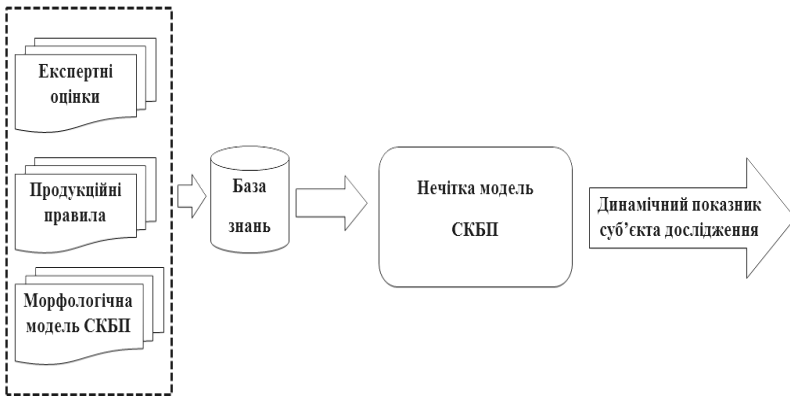 Експертні
оцінки
Продукційні
правила
Морфологічна
модель СКБП
База
знань
Нечітка модель
СКБП
Динамічний показник
суб’єкта дослідження